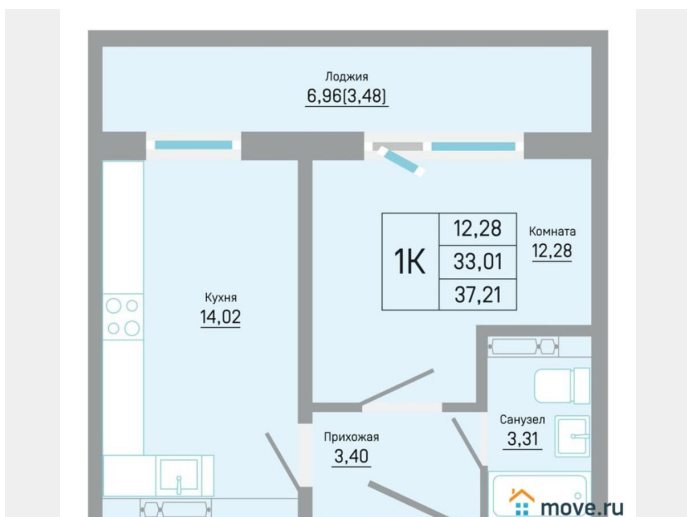 Лоджия
6,96(3,48)
12,28
1К
33,01
37,21
Комната
12,28
Кухня
14,02
Прихожая
3,40
Санузел
3,31
move.ru